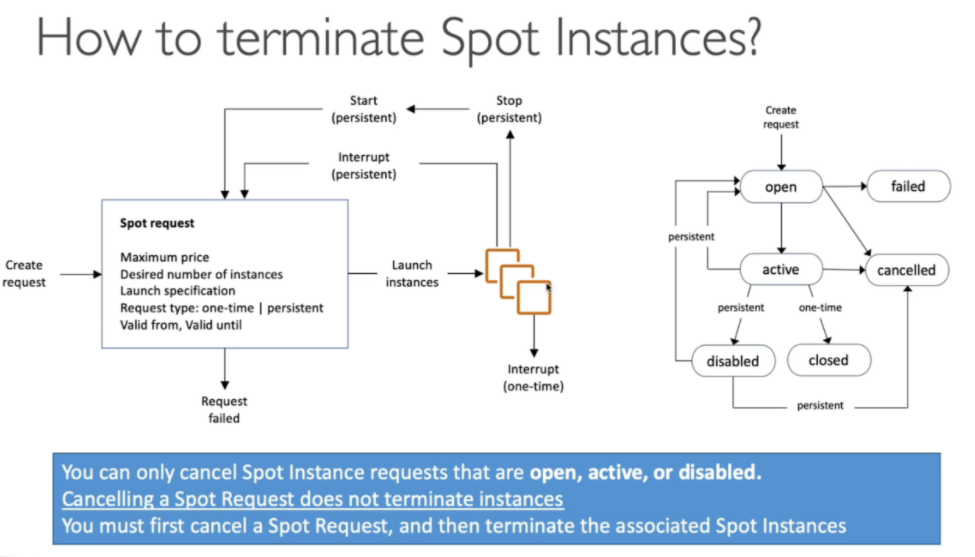 How to terminate Spot Instances?
Start
(persistent)
Stop
(persistent)
Interrupt
(persistent)
Create
request
Spot request
Maximum price
Desired number of instances
Launch specification
Request type: one-time | persistent
Valid from, Valid until
Launch
instances
Interrupt
(one-time)
Request
failed
Create
request
open
failed
persistent
active
cancelled
persistent
one-time
disabled
closed
persistent
You can only cancel Spot Instance requests that are open, active, or disabled.
Cancelling a Spot Request does not terminate instances
You must first cancel a Spot Request, and then terminate the associated Spot Instances